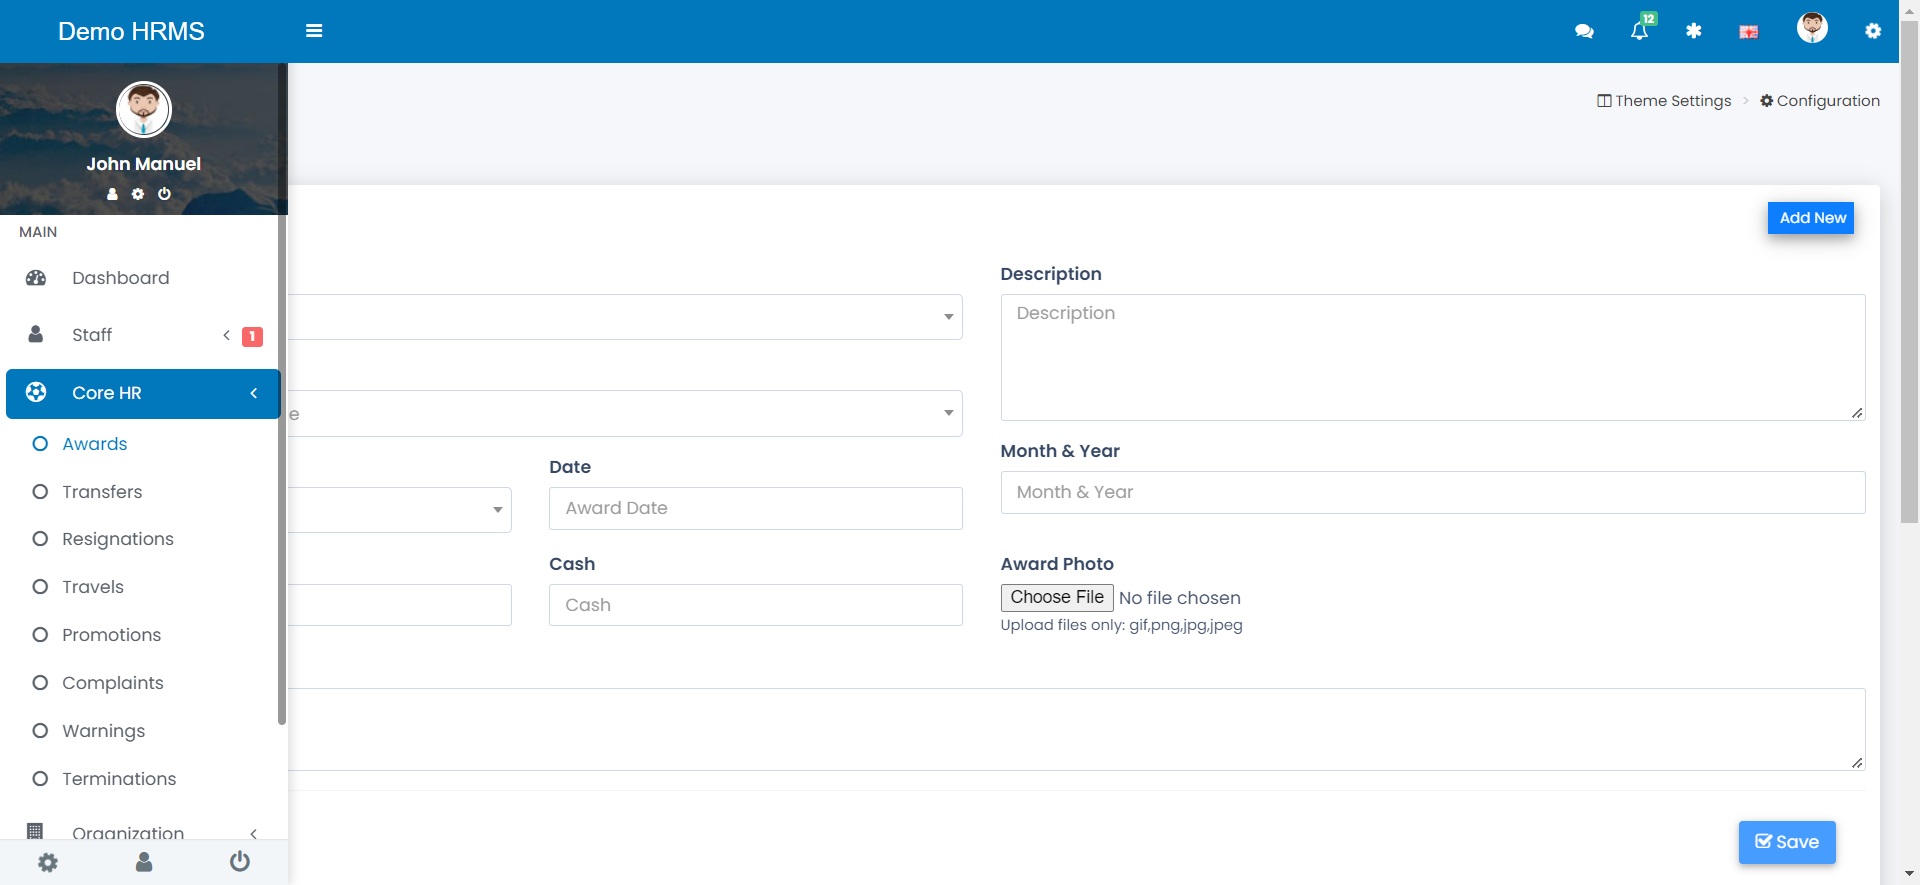 Demo HRMS
12
Theme Settings > Configuration
John Manuel
MAIN
Dashboard
Staff
1
Core HR
Awards
Transfers
Resignations
Travels
Promotions
Complaints
Warnings
Terminations
Organization
Add New
Description
Description
e
Month & Year
Month & Year
Date
Award Date
Cash
Cash
Award Photo
Choose File No file chosen
Upload files only: gif,png,jpg,jpeg
Save